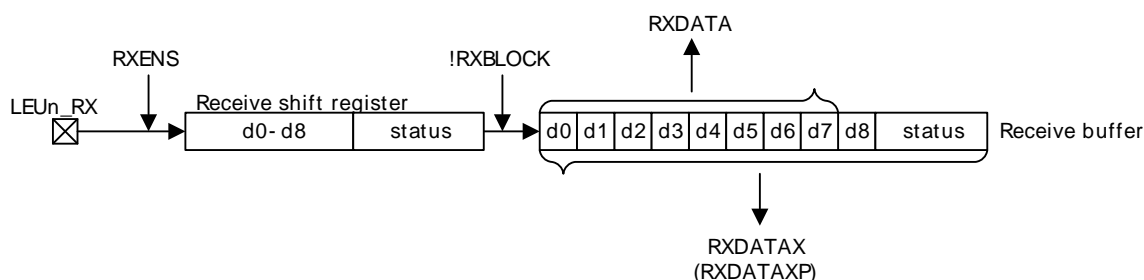 RXDATA
RXENS
!RXBLOCK
LEUn_RX
Receive shift register
d0- d8 status
d0 d1 d2 d3 d4 d5 d6 d7 d8 status
Receive buffer
RXDATAX
(RXDATAXP)